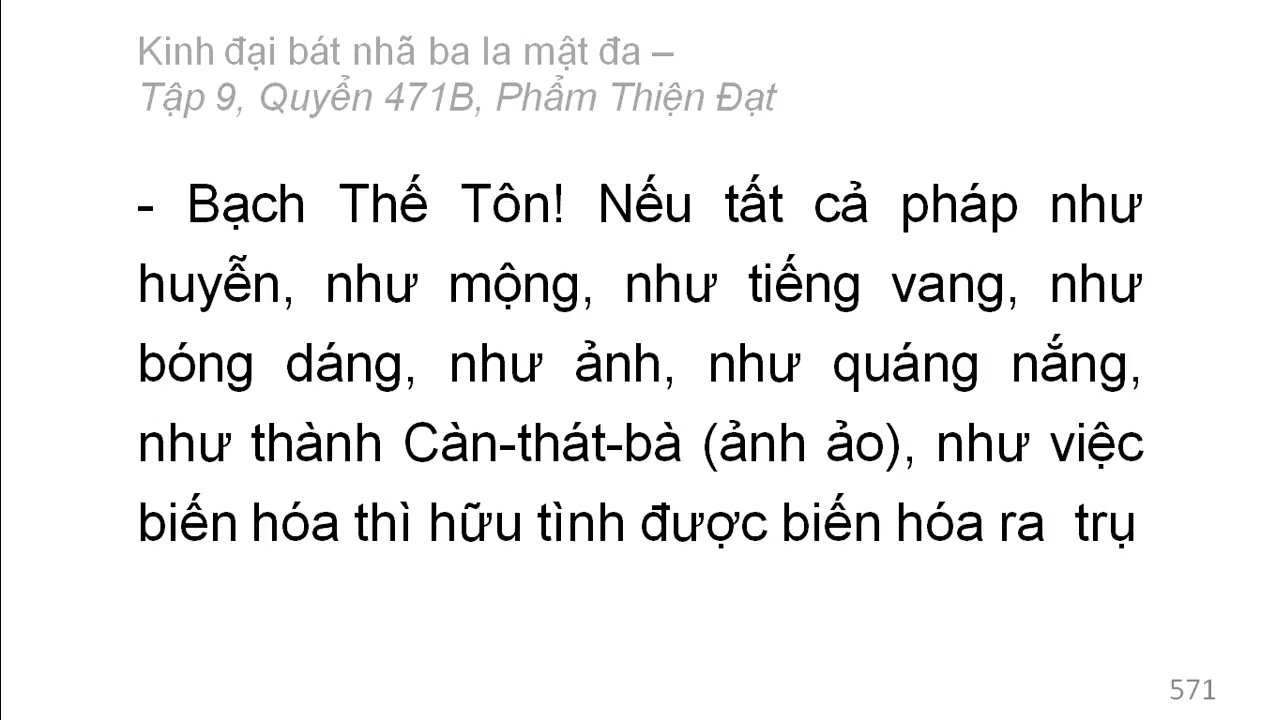 Kinh đại bát nhã ba la mật đa –
Tập 9, Quyển 471B, Phẩm Thiện Đạt
- Bạch Thế Tôn! Nếu tất cả pháp như
huyễn, như mộng, như tiếng vang, như
bóng dáng, như ảnh, như quáng nắng,
như thành Càn-thát-bà (ảnh ảo), như việc
biến hóa thì hữu tình được biến hóa ra  trụ
571